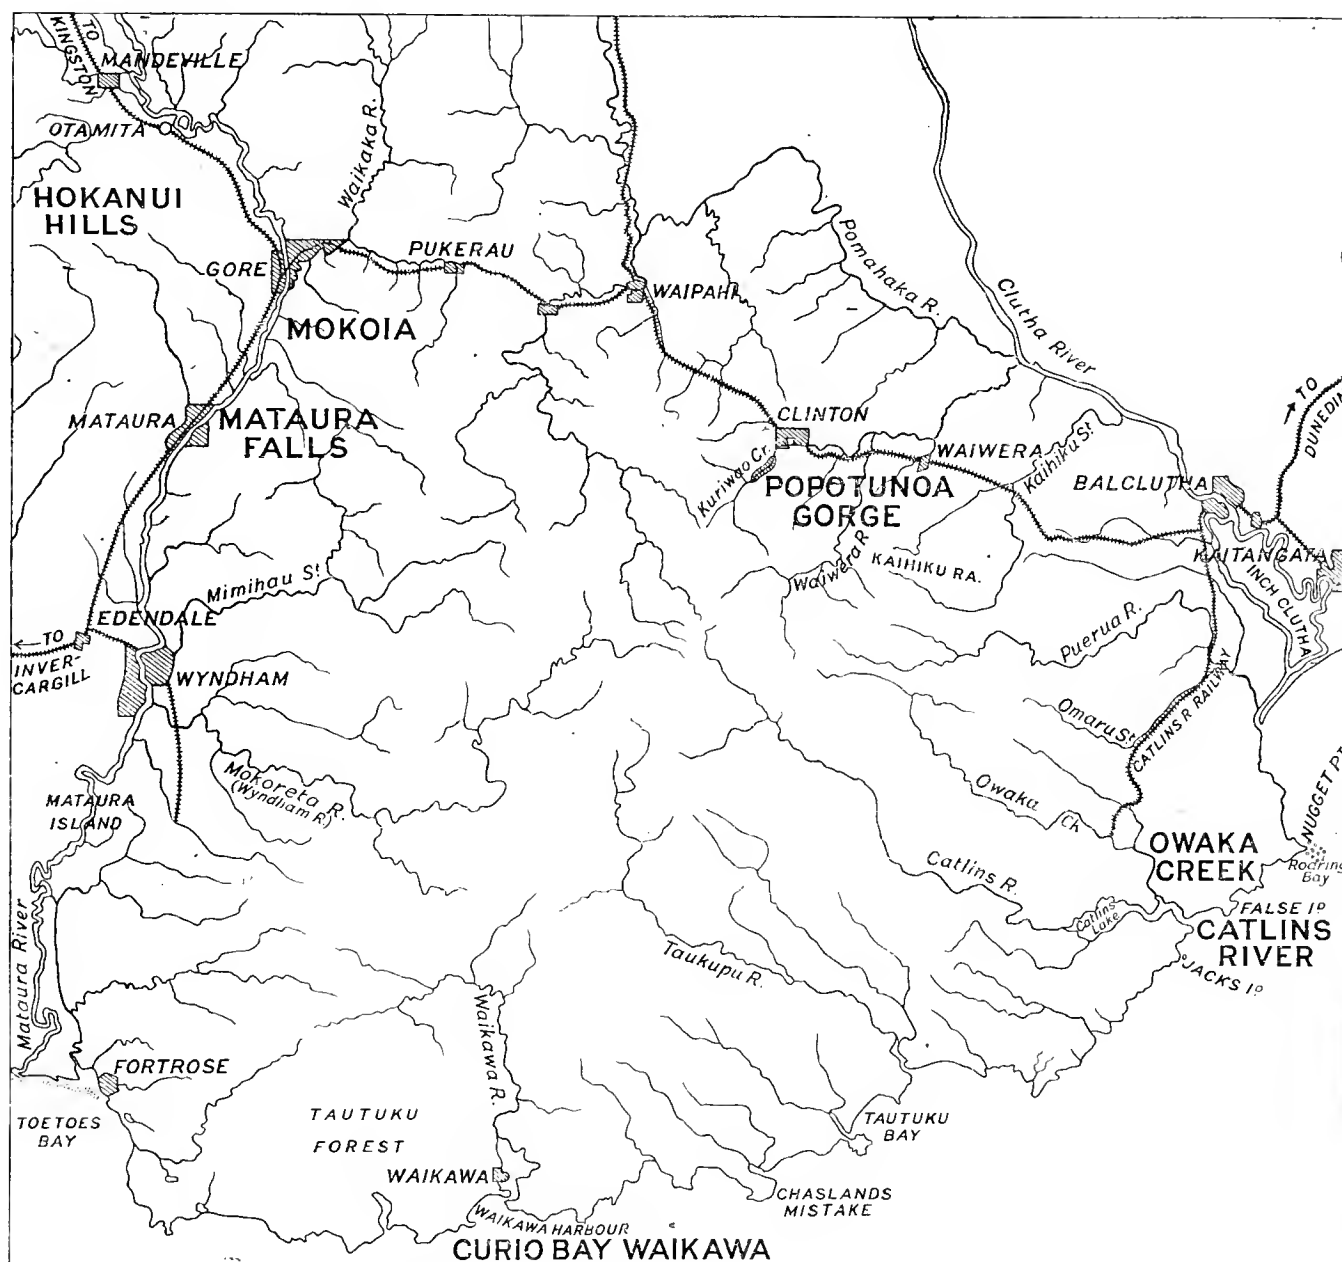 TO
KINGSTON
MANDEVILLE
OTAMITA
Waikaka R.
HOKANUI
HILLS
GORE
PUKERAU
WAIPAHI
Pomahaka R.
Clutha River
MOKOIA
MATAURA
MATAURA
FALLS
CLINTON
WAIWERA
Kaihiku St
TO
DUNEDIN
Kuriwao Cr.
POPOTUNOA
GORGE
BALCLUTHA
KAITANGATA
Waiwera R
KAIHIKU RA.
INCH CLUTHA
Mimihau St
EDENDALE
TO
INVER-
CARGILL
WYNDHAM
Puerua R.
Omaru St
CATLINS R RAILWAY
Mokoreta R.
(Wyndham R.)
MATAURA
ISLAND
Owaka Ck
NUGGET PT
OWAKA
CREEK
Roaring
Bay
Catlins R.
Catlins
Lake
FALSE ID
CATLINS
RIVER
JACKS ID
Mataura River
Taukupu R.
Waikawa R.
FORTROSE
TOETOES
BAY
TAUTUKU
FOREST
TAUTUKU
BAY
WAIKAWA
CHASLANDS
MISTAKE
WAIKAWA HARBOUR
CURIO BAY WAIKAWA